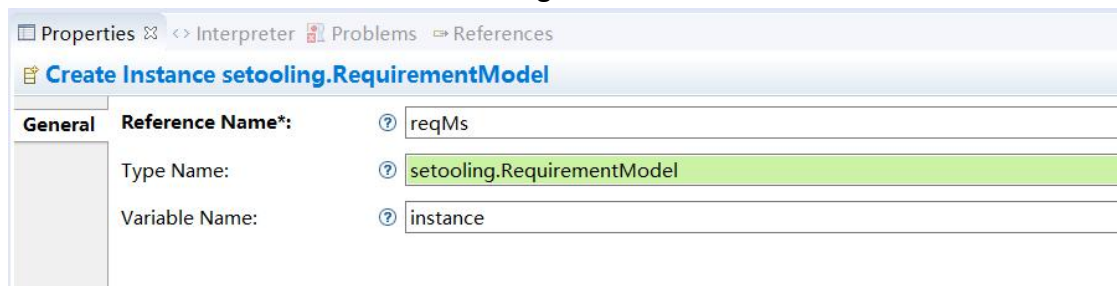 Properties Interpreter Problems References
Create Instance setooling.RequirementModel
General Reference Name*: ? reqMs
Type Name: ? setooling.RequirementModel
Variable Name: ? instance